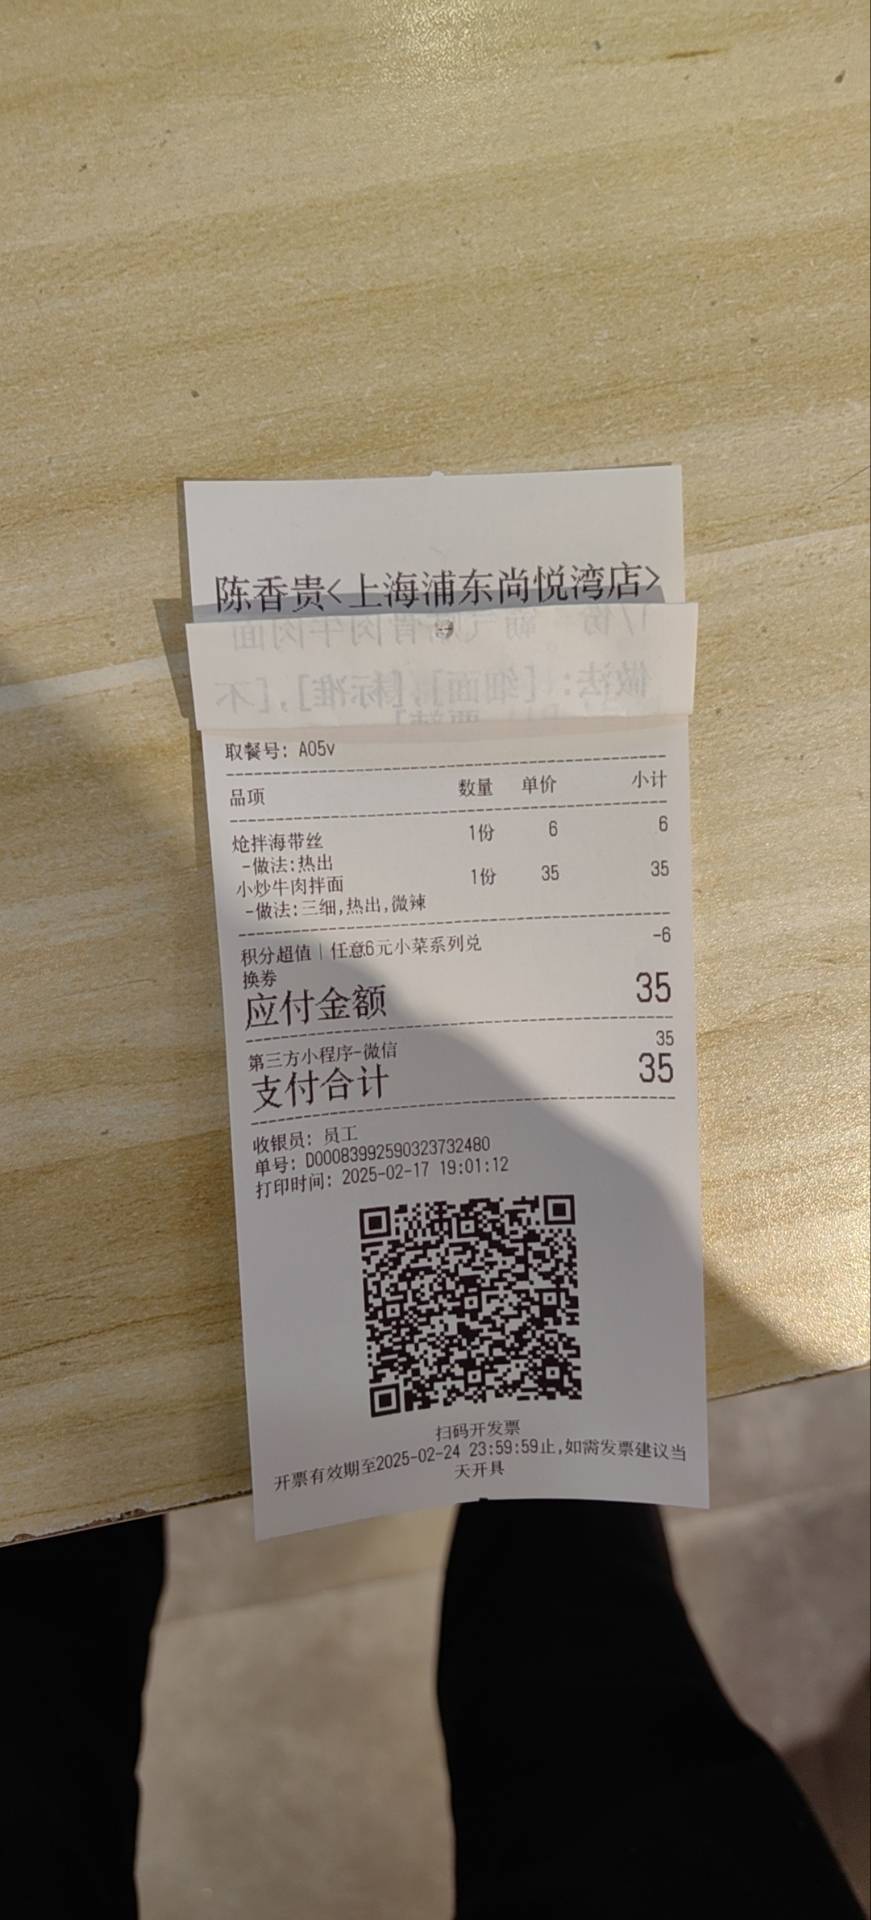 陈香贵<上海浦东尚悦湾店>
取餐号: A05v
品项 数量 单价 小计
炝拌海带丝 1份 6 6
-做法:热出
小炒牛肉拌面 1份 35 35
-做法:三细,热出,微辣
积分超值|任意6元小菜系列兑 -6
换券
应付金额 35
第三方小程序-微信 35
支付合计 35
收银员: 员工
单号: D00083992590323732480
打印时间: 2025-02-17 19:01:12
扫码开发票
开票有效期至2025-02-24 23:59:59止,如需发票建议当
天开具